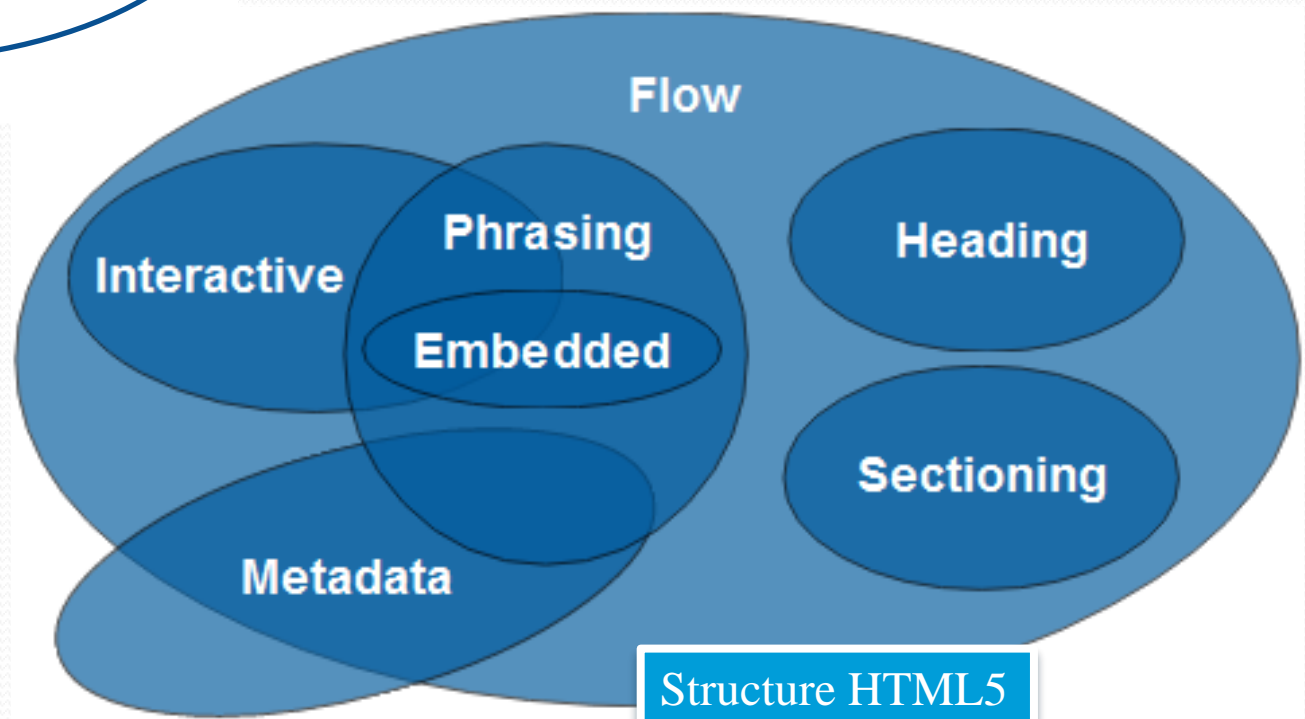 Flow
Phrasing
Interactive
Heading
Embedded
Sectioning
Metadata
Structure HTML5